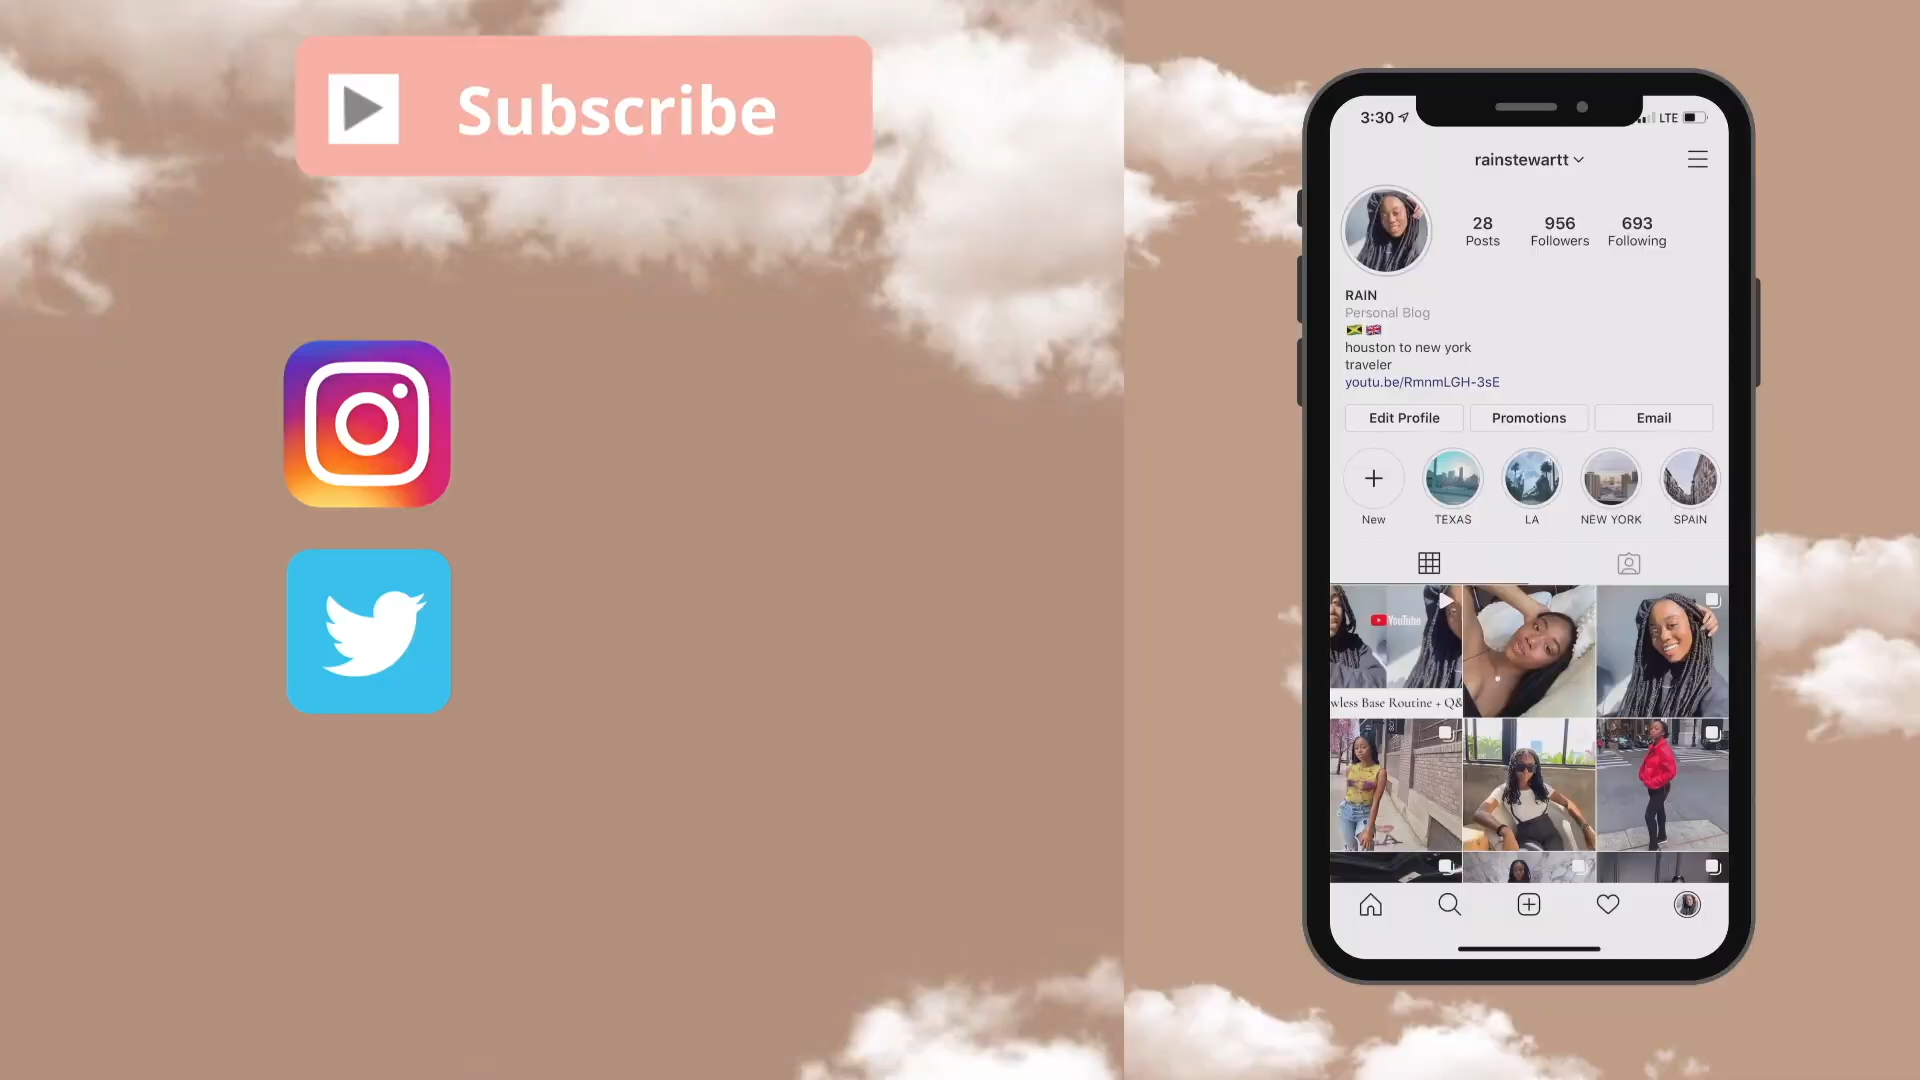 Subscribe
3:30
LTE
rainstewartt
28
956
693
Posts
Followers
Following
RAIN
Personal Blog
houston to new york
traveler
youtu.be/RmnmLGH-3sE
Edit Profile
Promotions
Email
New
TEXAS
LA
NEW YORK
SPAIN
YouTube
wless Base Routine + Q&